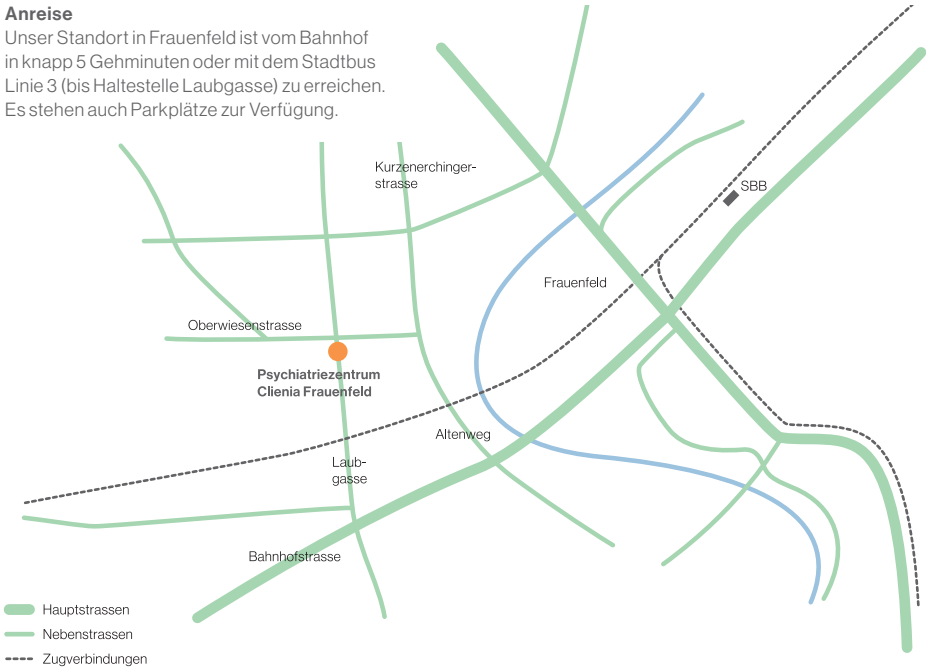 Anreise
Unser Standort in Frauenfeld ist vom Bahnhof
in knapp 5 Gehminuten oder mit dem Stadtbus
Linie 3 (bis Haltestelle Laubgasse) zu erreichen.
Es stehen auch Parkplätze zur Verfügung.
Kurzenerchinger-
strasse
SBB
Frauenfeld
Oberwiesenstrasse
Psychiatriezentrum
Clienia Frauenfeld
Altenweg
Laub-
gasse
Bahnhofstrasse
Hauptstrassen
Nebenstrassen
Zugverbindungen